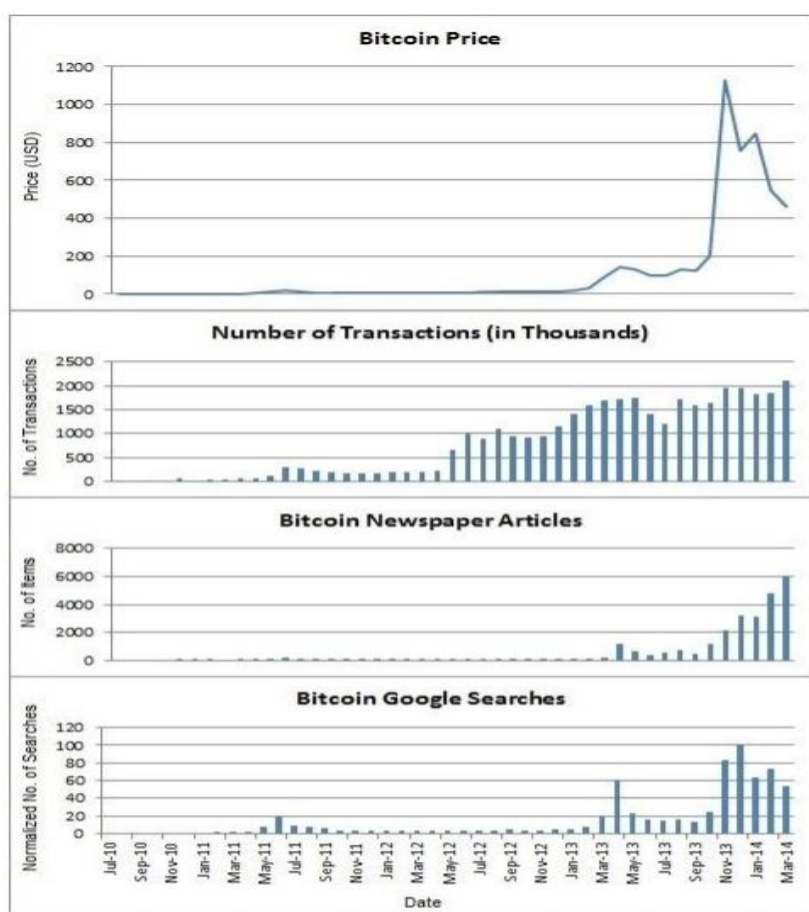 Bitcoin Price
Price (USD)
1200
1000
800
600
400
200
0
Number of Transactions (in Thousands)
No. of Transactions
2500
2000
1500
1000
500
0
Bitcoin Newspaper Articles
No. of Items
8000
6000
4000
2000
0
Bitcoin Google Searches
Normalized No. of Searches
120
100
80
60
40
20
0
Jul-10
Sep-10
Nov-10
Jan-11
Mar-11
May-11
Jul-11
Sep-11
Nov-11
Jan-12
Mar-12
May-12
Jul-12
Sep-12
Nov-12
Jan-13
Mar-13
May-13
Jul-13
Sep-13
Nov-13
Jan-14
Mar-14
Date